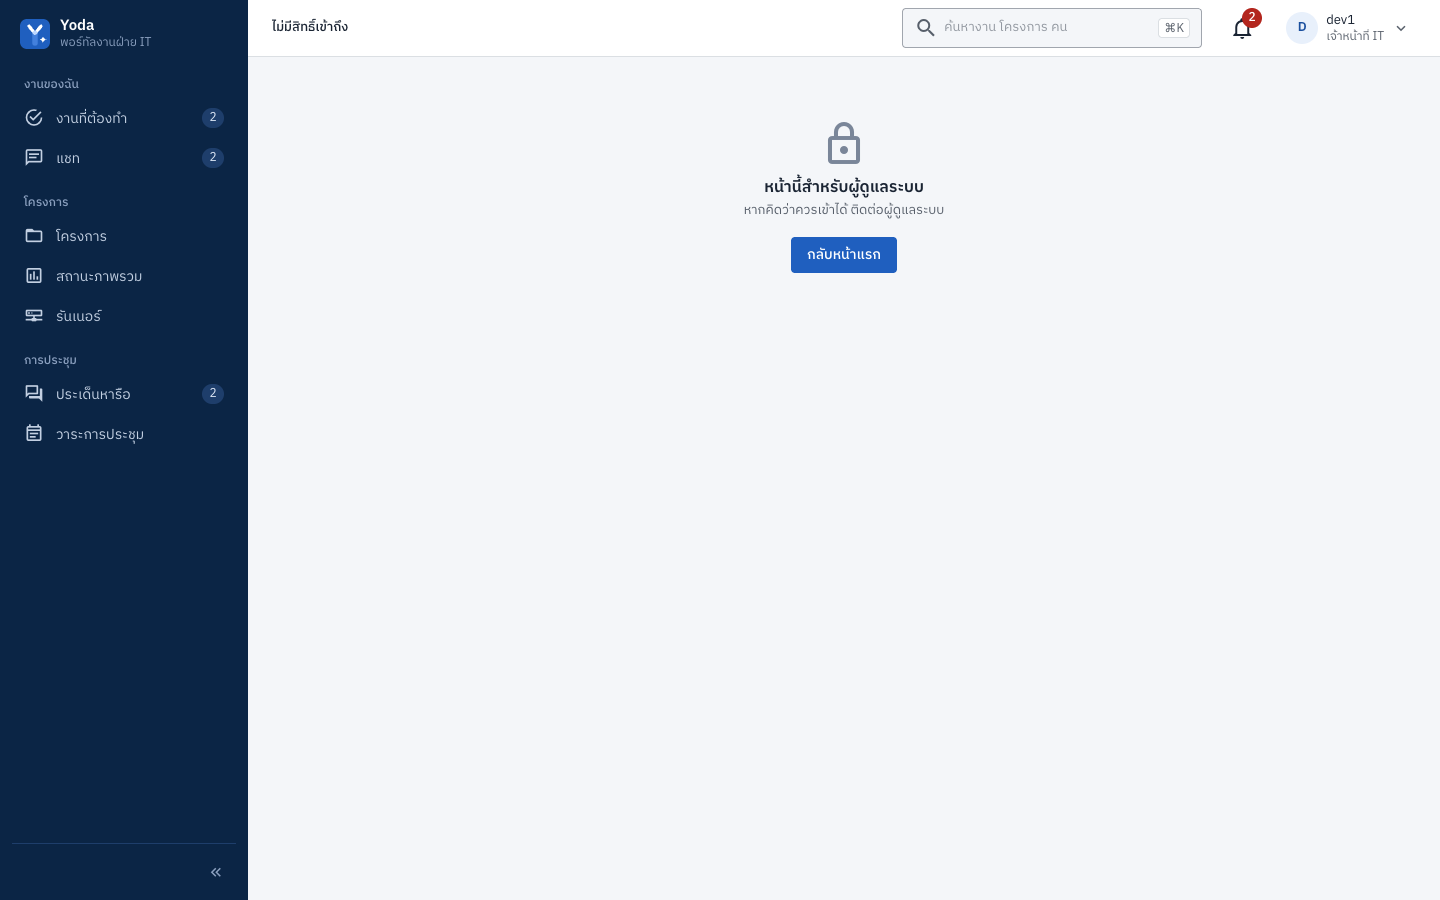 Yoda
พอร์ทัลงานฝ่าย IT
งานของฉัน
งานที่ต้องทำ 2
แชท 2
โครงการ
โครงการ
สถานะภาพรวม
รันเนอร์
การประชุม
ประเด็นหารือ 2
วาระการประชุม
ไม่มีสิทธิ์เข้าถึง
ค้นหางาน โครงการ คน ⌘K
2
D
dev1
เจ้าหน้าที่ IT
หน้านี้สำหรับผู้ดูแลระบบ
หากคิดว่าควรเข้าได้ ติดต่อผู้ดูแลระบบ
กลับหน้าแรก